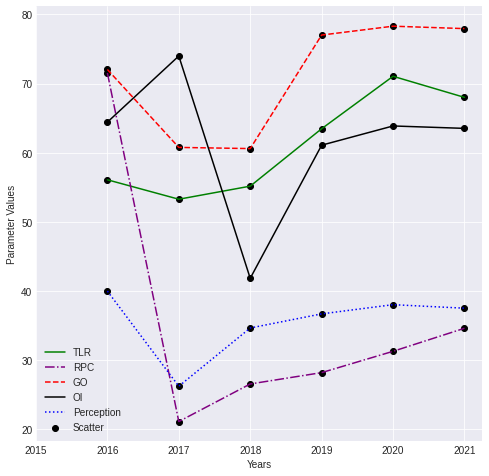 80
70
60
50
40
30
20
Parameter Values
TLR
RPC
GO
OI
Perception
Scatter
2015 2016 2017 2018 2019 2020 2021
Years